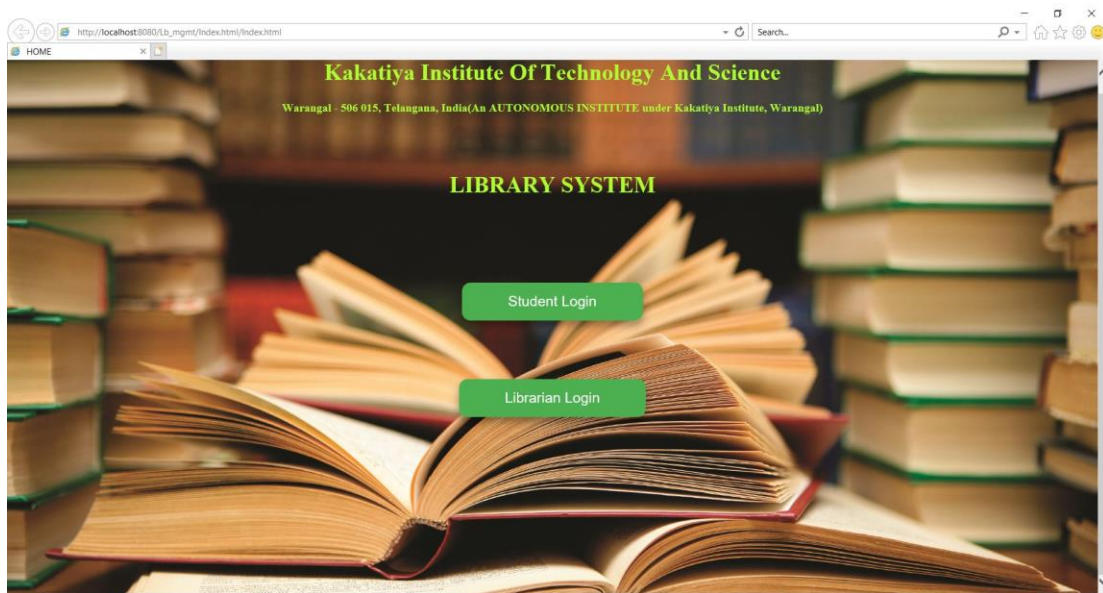 http://localhost:8080/Lb_mgmt/Index.html/Index.html
Search...
HOME
Kakatiya Institute Of Technology And Science
Warangal - 506 015, Telangana, India(An AUTONOMOUS INSTITUTE under Kakatiya Institute, Warangal)
LIBRARY SYSTEM
Student Login
Librarian Login